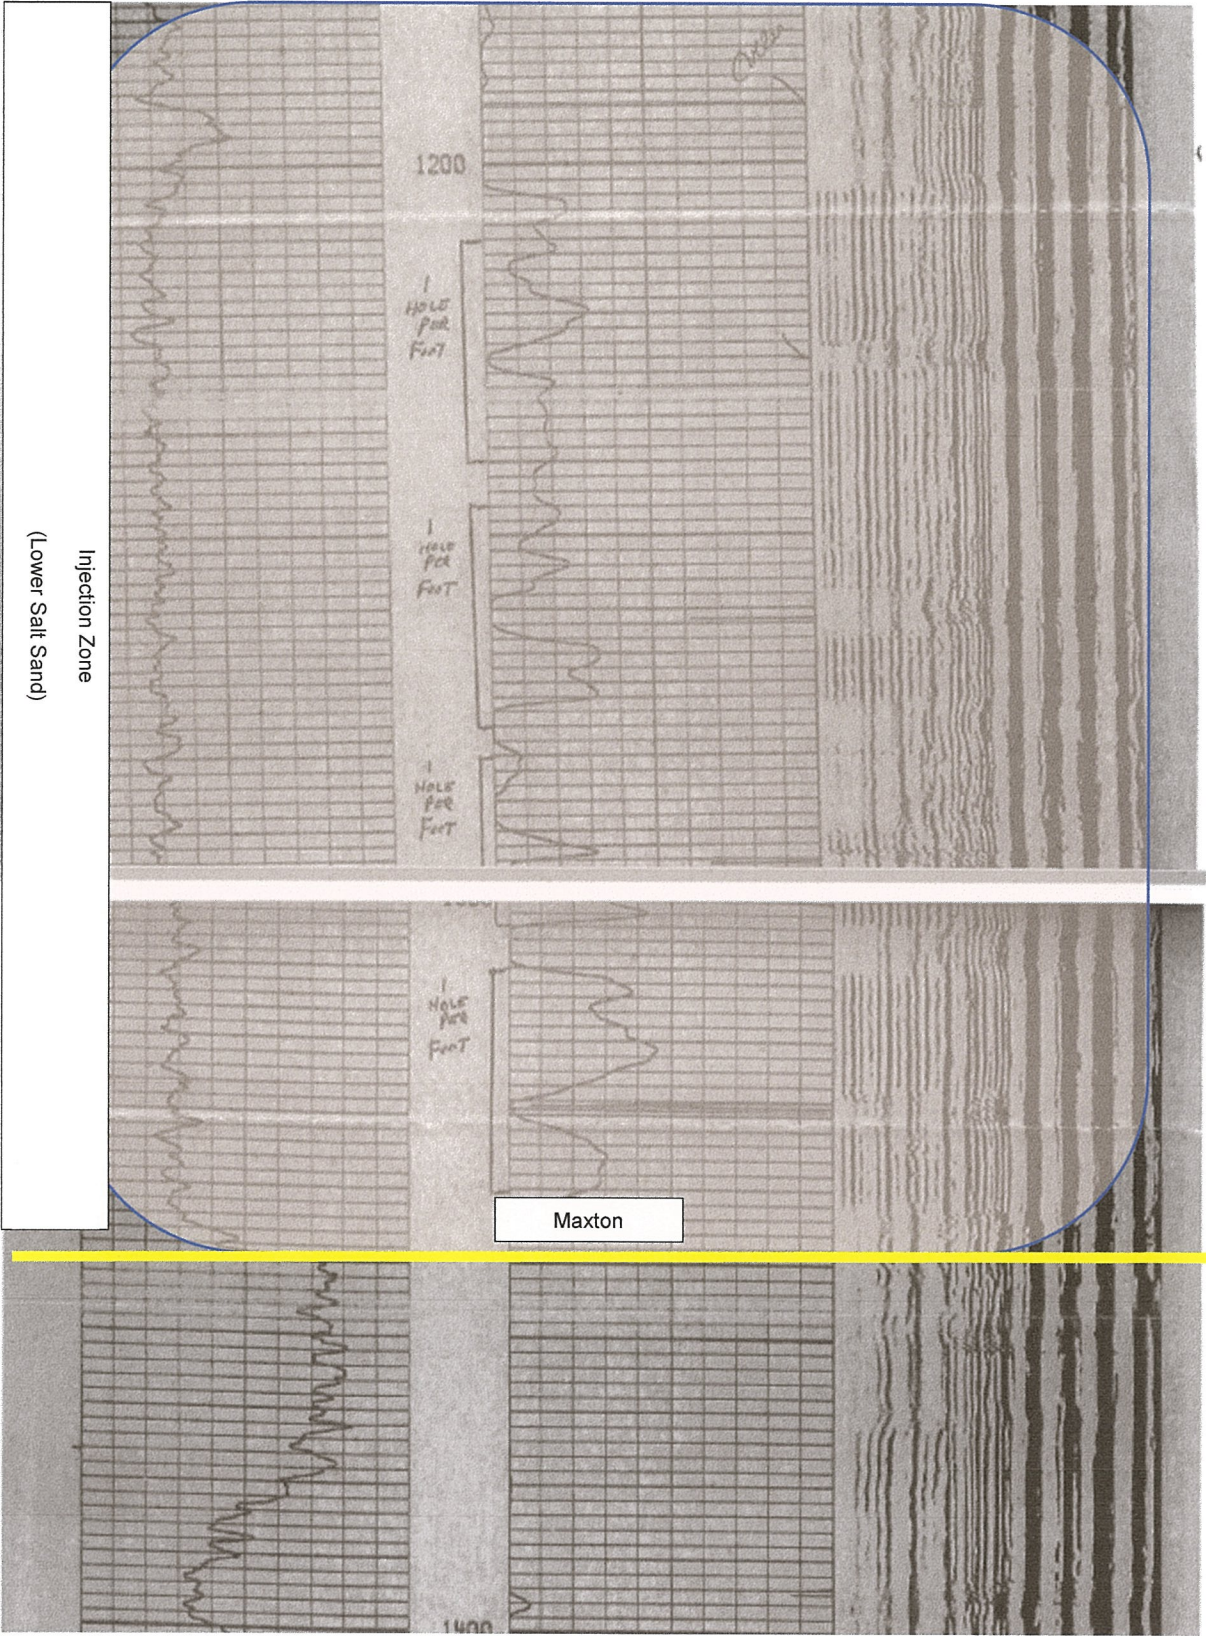 1200
1
HOLE
PER
FOOT
1
HOLE
PER
FOOT
1
HOLE
PER
FOOT
Injection Zone
(Lower Salt Sand)
1
HOLE
PER
FOOT
Maxton
1400